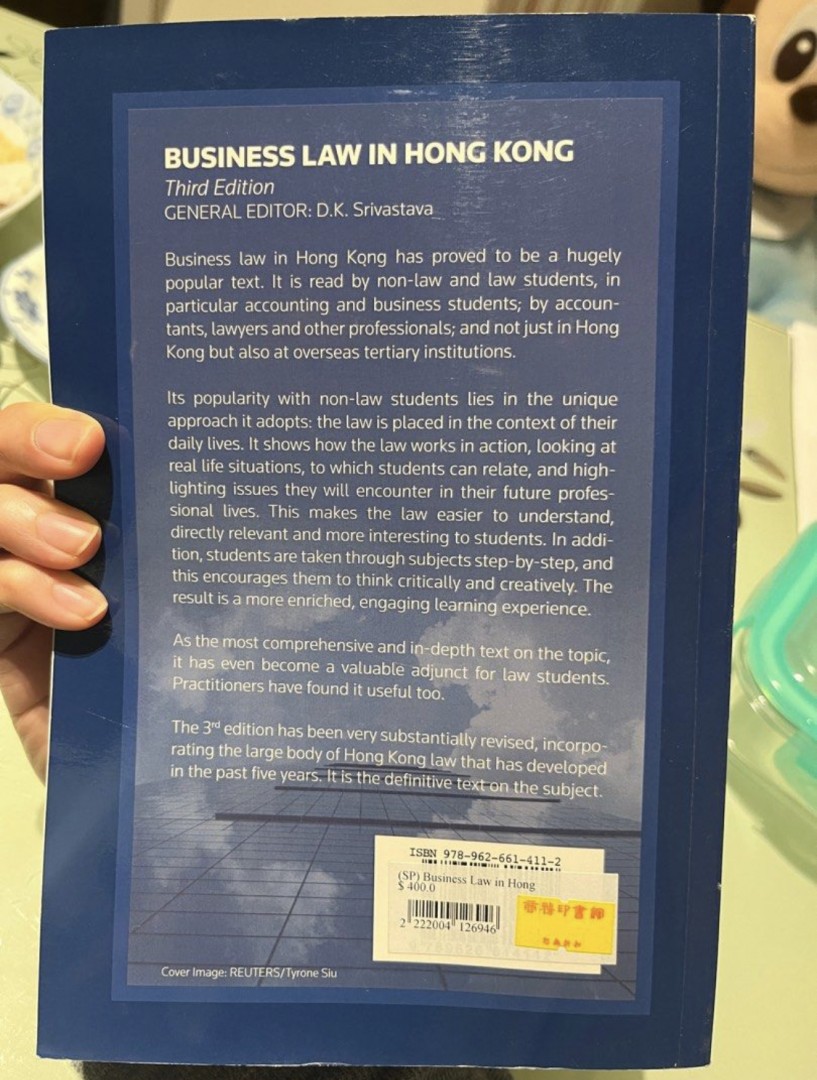 BUSINESS LAW IN HONG KONG
Third Edition
GENERAL EDITOR: D.K. Srivastava
Business law in Hong Kong has proved to be a hugely
popular text. It is read by non-law and law students, in
particular accounting and business students; by accoun-
tants, lawyers and other professionals; and not just in Hong
Kong but also at overseas tertiary institutions.
Its popularity with non-law students lies in the unique
approach it adopts: the law is placed in the context of their
daily lives. It shows how the law works in action, looking at
real life situations, to which students can relate, and high-
lighting issues they will encounter in their future profes-
sional lives. This makes the law easier to understand,
directly relevant and more interesting to students. In addi-
tion, students are taken through subjects step-by-step, and
this encourages them to think critically and creatively. The
result is a more enriched, engaging learning experience.
As the most comprehensive and in-depth text on the topic,
it has even become a valuable adjunct for law students.
Practitioners have found it useful too.
The 3rd edition has been very substantially revised, incorpo-
rating the large body of Hong Kong law that has developed
in the past five years. It is the definitive text on the subject.
ISBN 978-962-661-411-2
(SP) Business Law in Hong
$ 400.0
2 222004 126946
商務印書館
Cover Image: REUTERS/Tyrone Siu